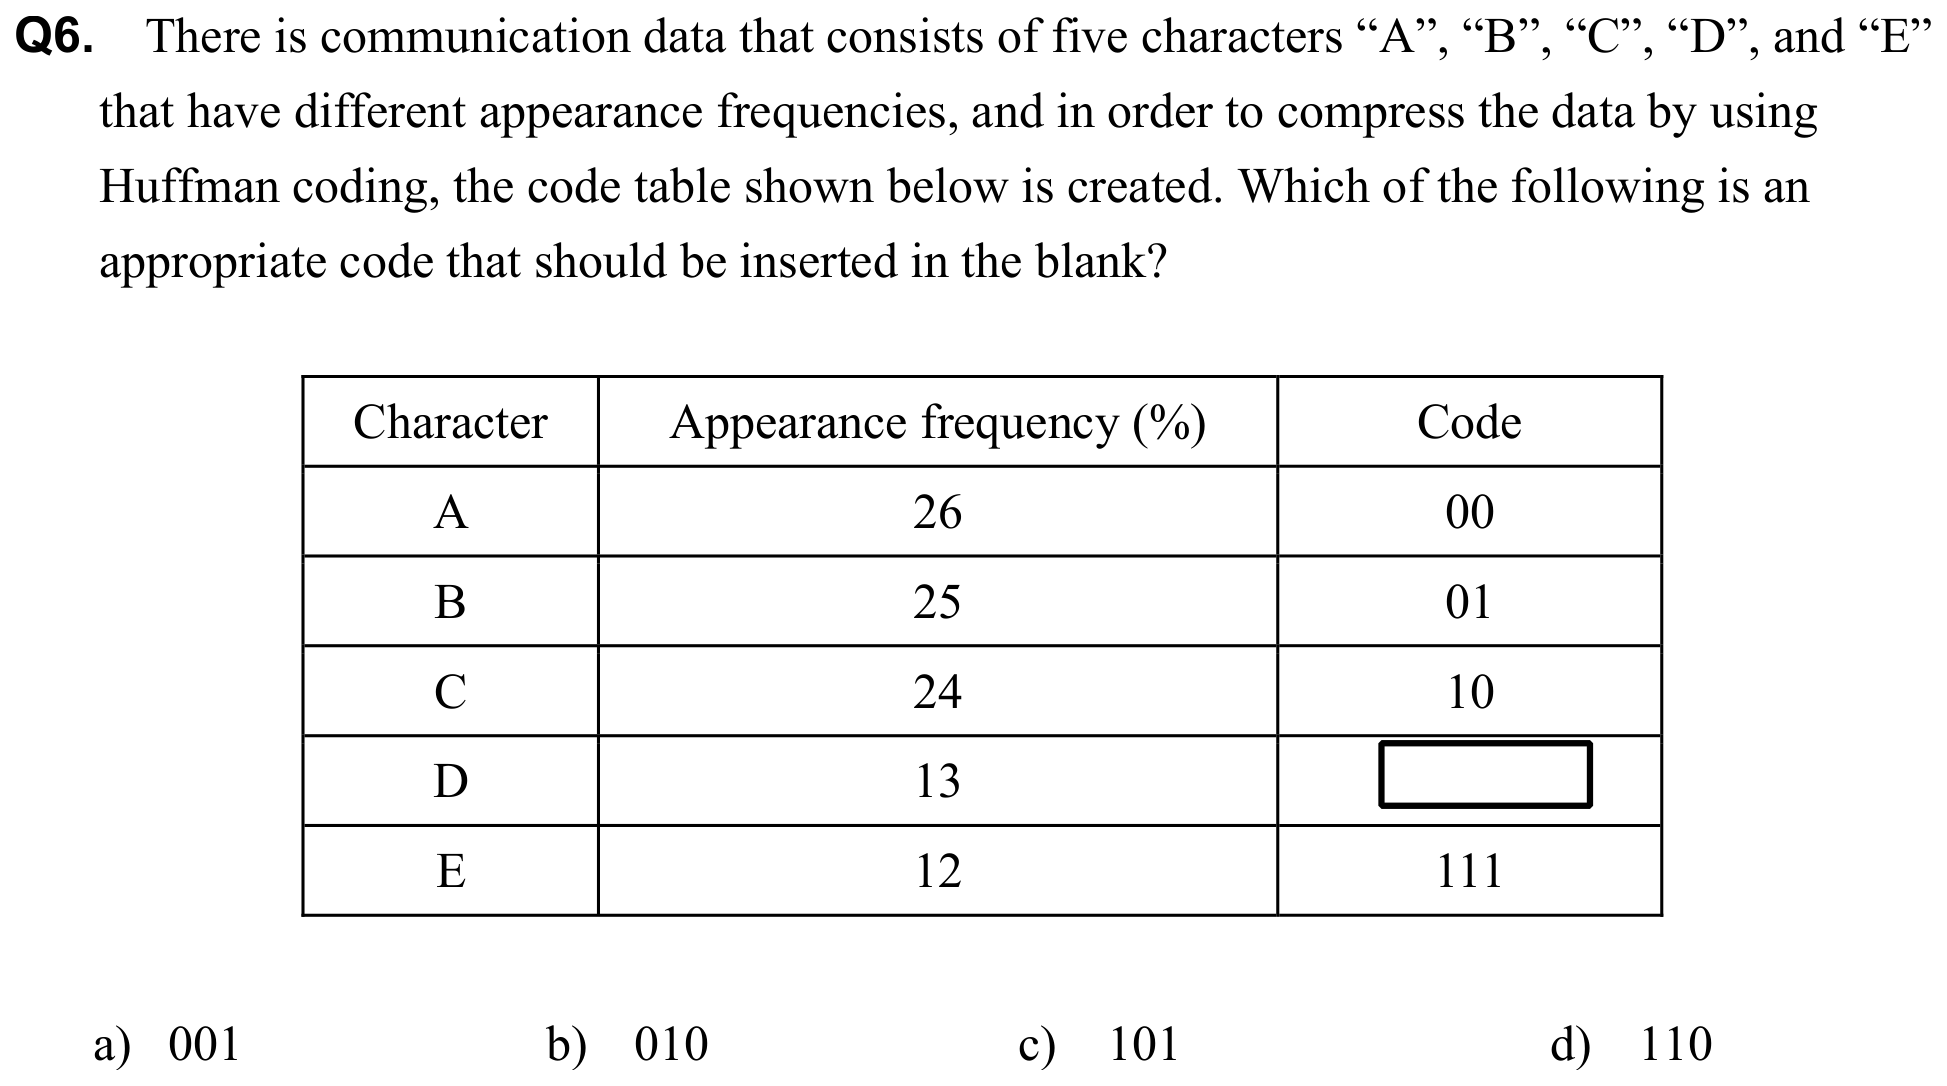 Q6. There is communication data that consists of five characters “A”, “B”, “C”, “D”, and “E”
that have different appearance frequencies, and in order to compress the data by using
Huffman coding, the code table shown below is created. Which of the following is an
appropriate code that should be inserted in the blank?
Character Appearance frequency (%) Code
A 26 00
B 25 01
C 24 10
D 13
E 12 111
a) 001 b) 010 c) 101 d) 110